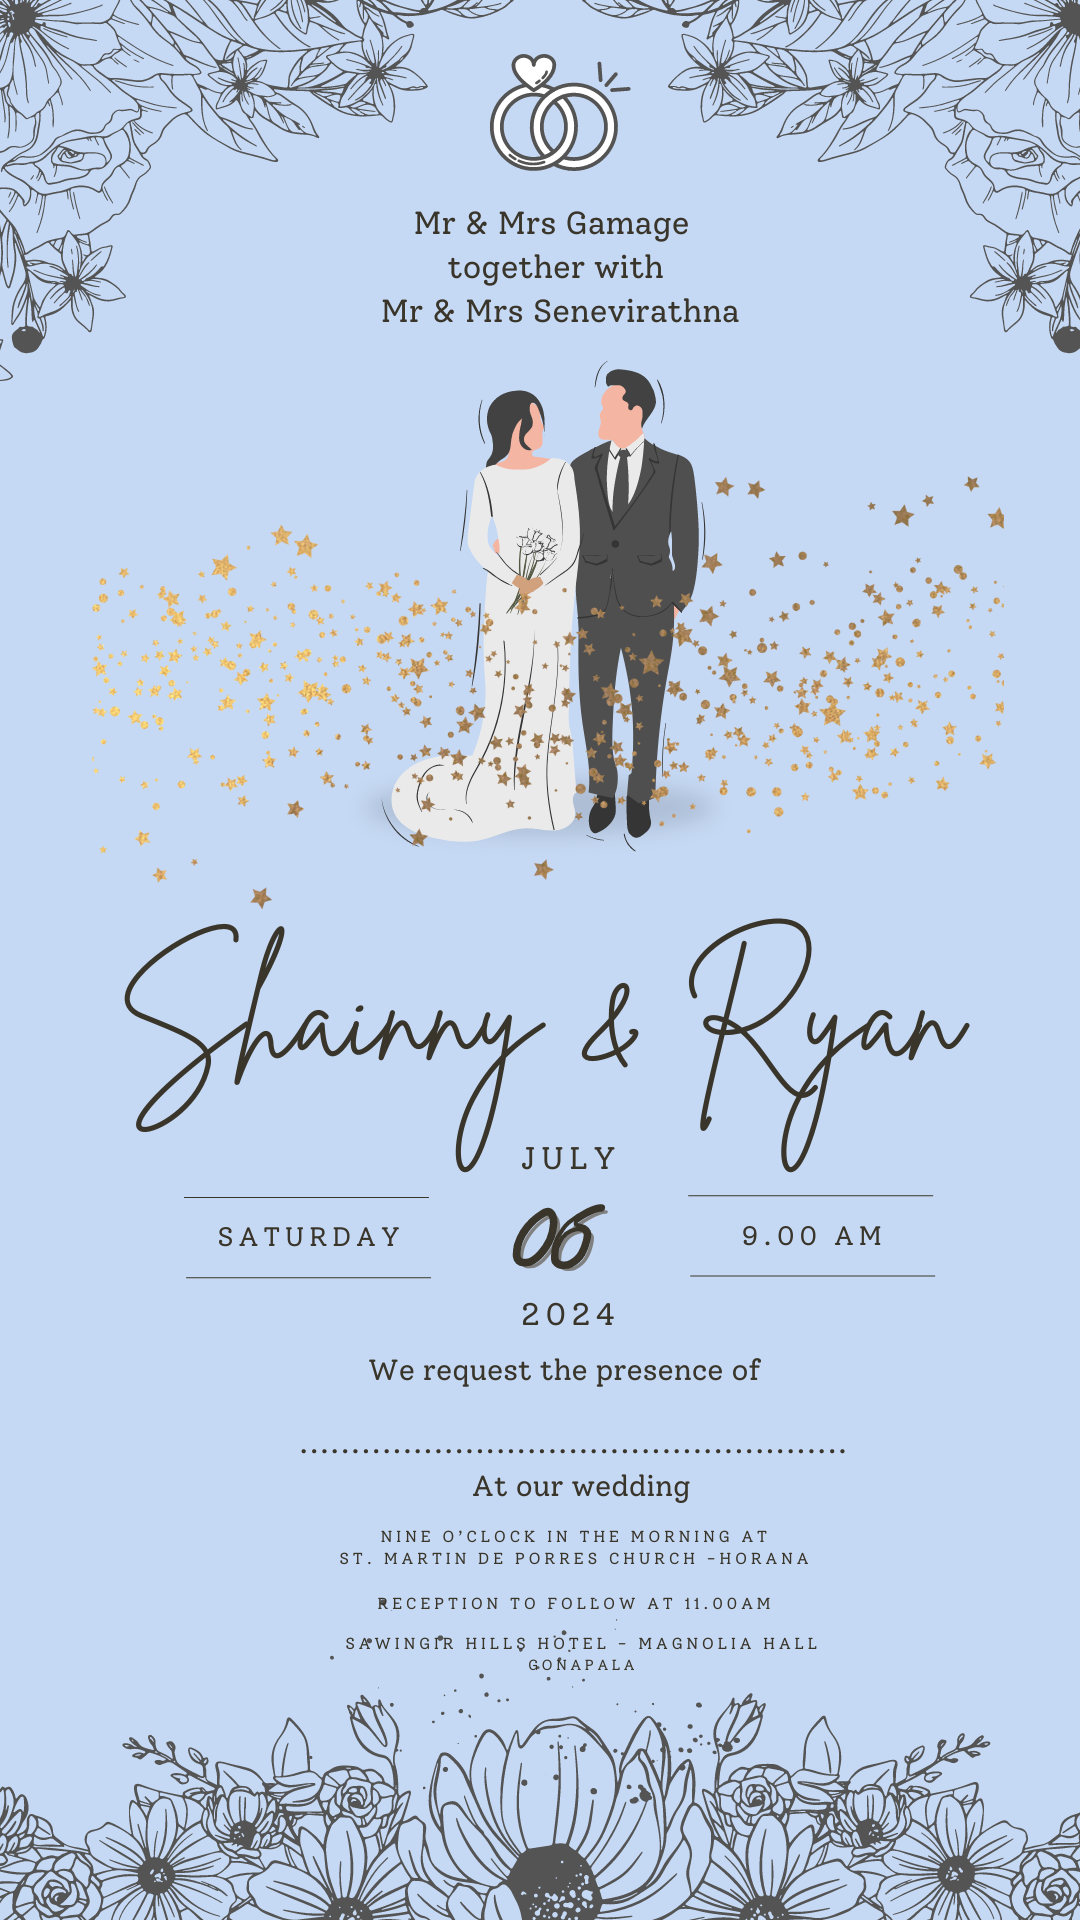 Mr & Mrs Gamage
together with
Mr & Mrs Senevirathna
Shainny & Ryan
JULY
SATURDAY
06
9.00 AM
2024
We request the presence of
......................................................
At our wedding
NINE O’CLOCK IN THE MORNING AT
ST. MARTIN DE PORRES CHURCH -HORANA
RECEPTION TO FOLLOW AT 11.00AM
SAWINGIR HILLS HOTEL - MAGNOLIA HALL
GONAPALA